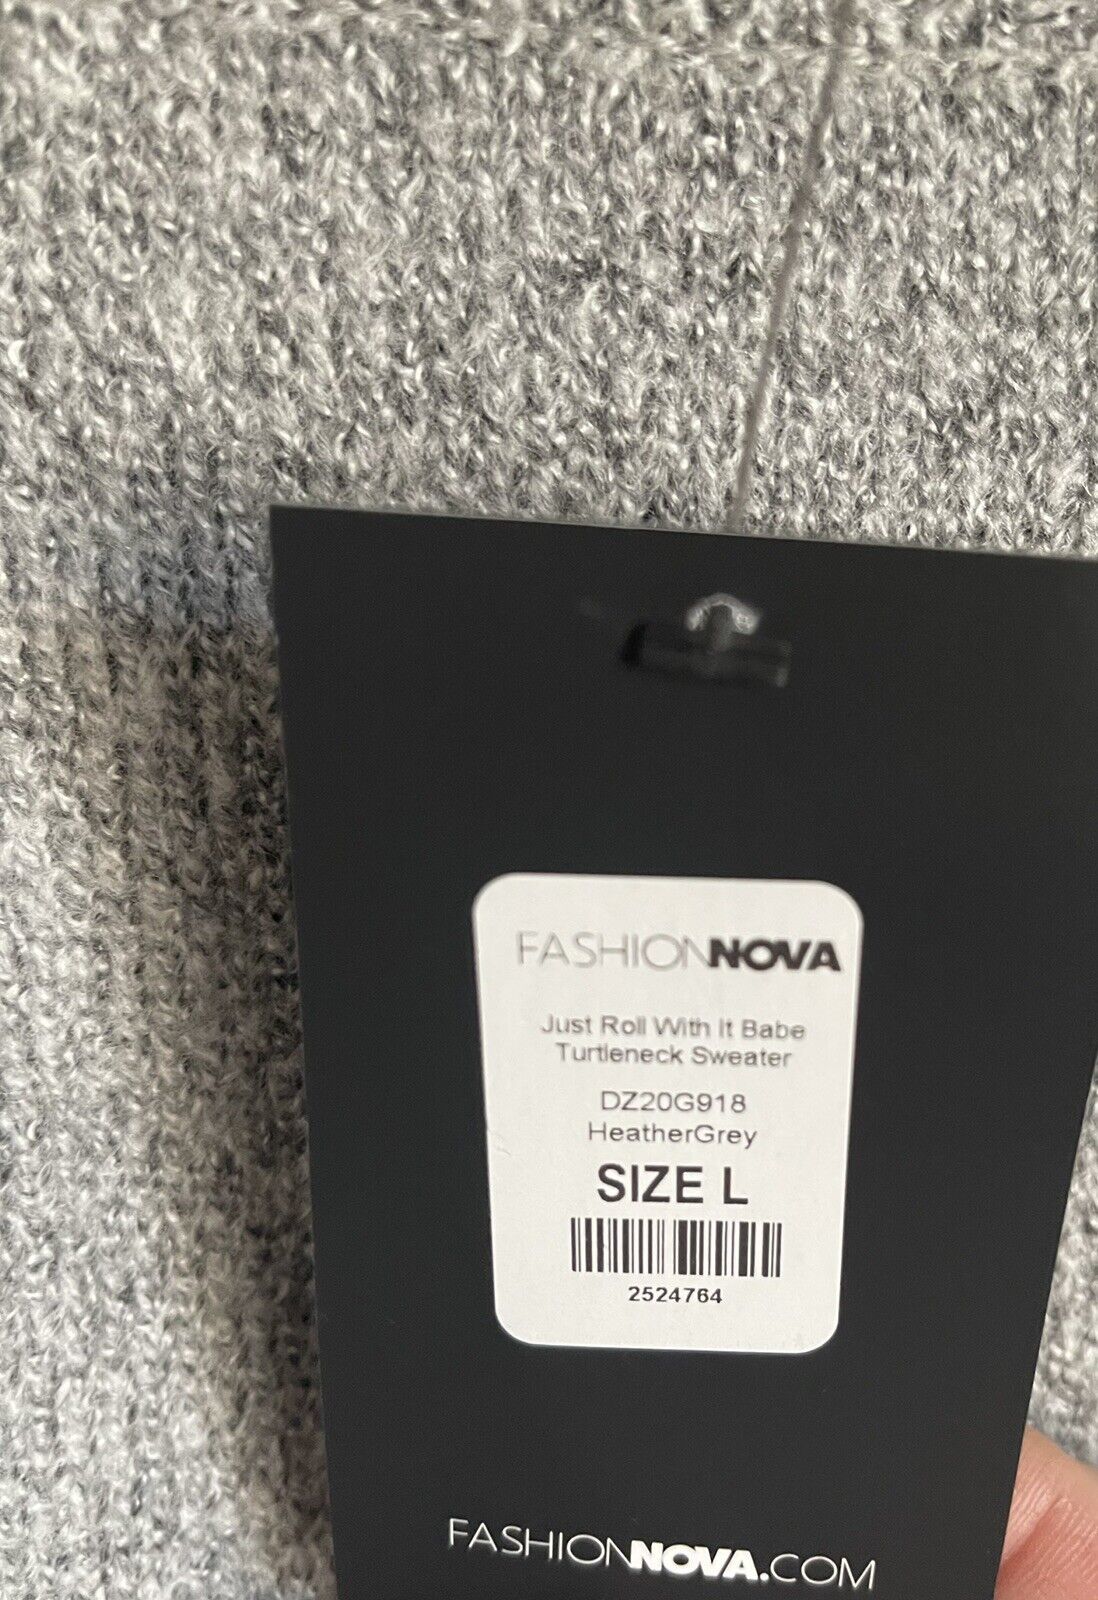 FASHIONNOVA
Just Roll With It Babe
Turtleneck Sweater
DZ20G918
HeatherGrey
SIZE L
2524764
FASHIONNOVA.COM